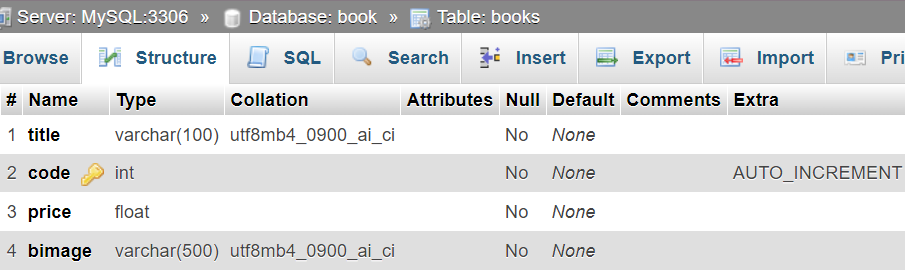 Server: MySQL:3306 » Database: book » Table: books
Browse Structure SQL Search Insert Export Import Pri
# Name Type Collation Attributes Null Default Comments Extra
1 title varchar(100) utf8mb4_0900_ai_ci No None
2 code int No None AUTO_INCREMENT
3 price float No None
4 bimage varchar(500) utf8mb4_0900_ai_ci No None